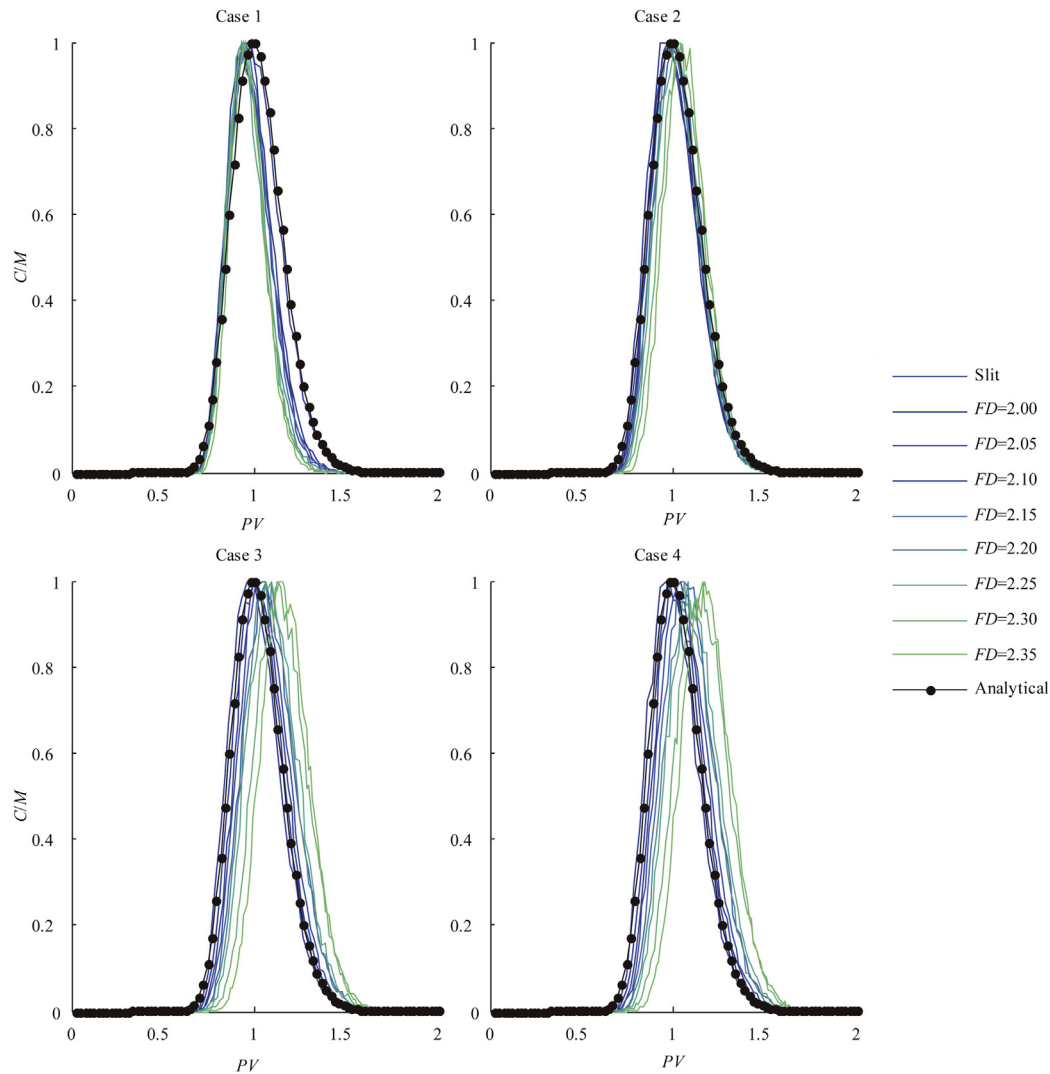 Case 1
C/M
1
0.8
0.6
0.4
0.2
0
0
0.5
1
1.5
2
PV
Case 2
1
0.8
0.6
0.4
0.2
0
0
0.5
1
1.5
2
PV
Case 3
C/M
1
0.8
0.6
0.4
0.2
0
0
0.5
1
1.5
2
PV
Case 4
1
0.8
0.6
0.4
0.2
0
0
0.5
1
1.5
2
PV
Slit
FD=2.00
FD=2.05
FD=2.10
FD=2.15
FD=2.20
FD=2.25
FD=2.30
FD=2.35
Analytical